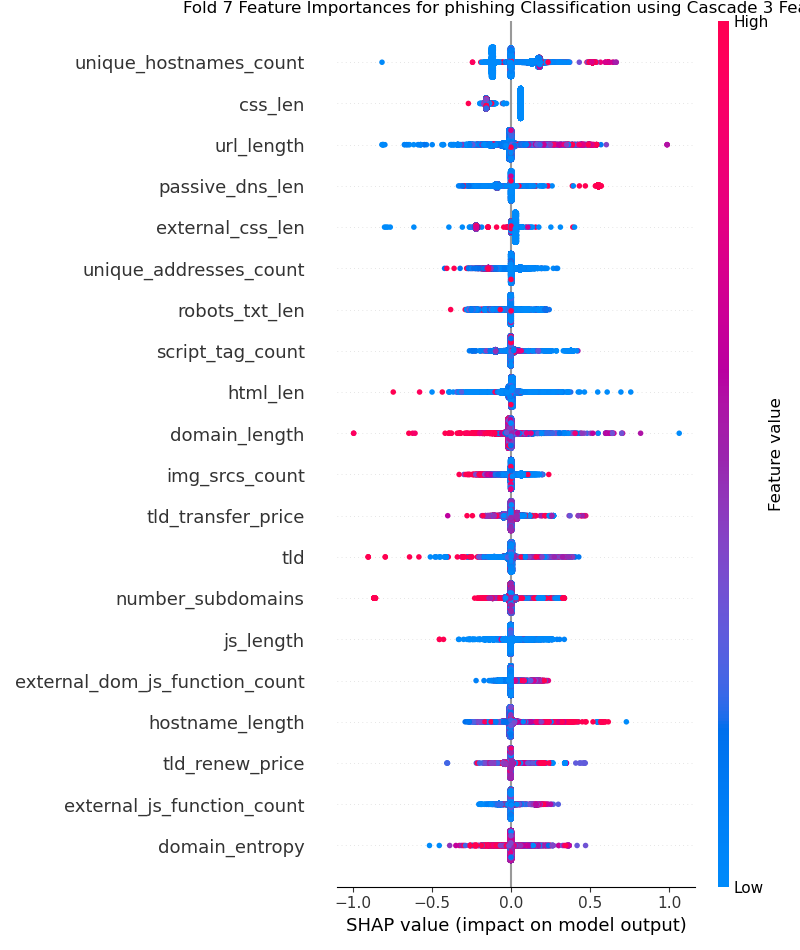 Fold 7 Feature Importances for phishing Classification using Cascade 3 Fea
High
unique_hostnames_count
css_len
url_length
passive_dns_len
external_css_len
unique_addresses_count
robots_txt_len
script_tag_count
html_len
domain_length
img_srcs_count
tld_transfer_price
tld
number_subdomains
js_length
external_dom_js_function_count
hostname_length
tld_renew_price
external_js_function_count
domain_entropy
Feature value
Low
−1.0 −0.5 0.0 0.5 1.0
SHAP value (impact on model output)